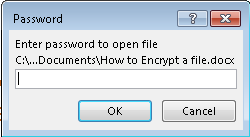 Password
Enter password to open file
C:\...Documents\How to Encrypt a file.docx
OK
Cancel